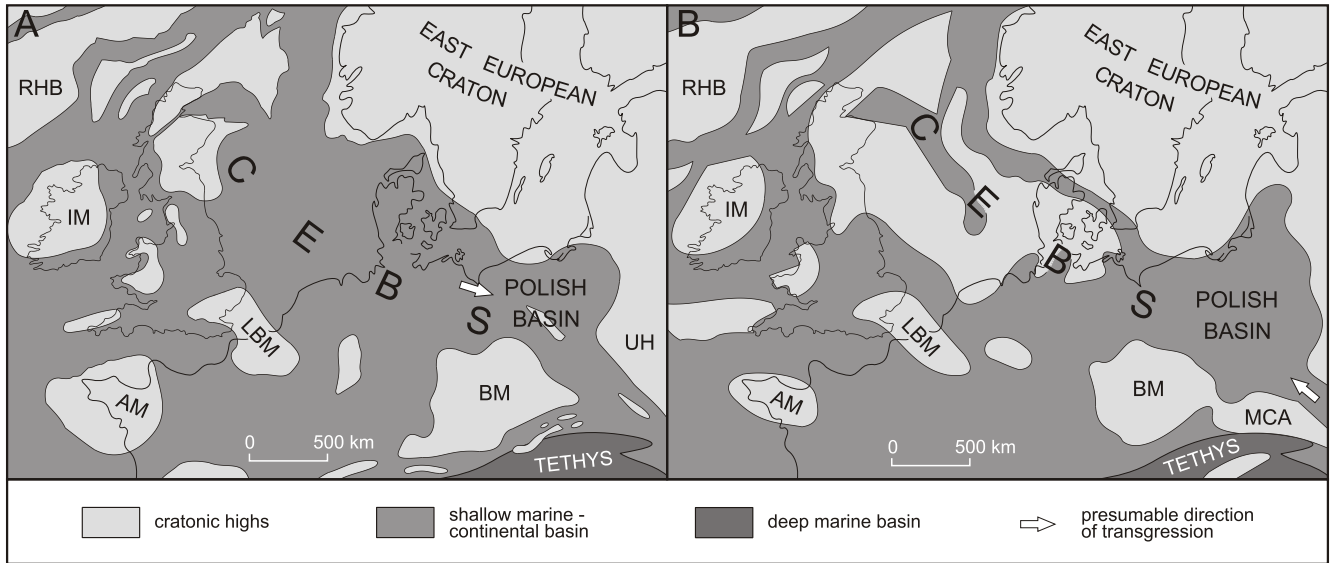 A
EAST EUROPEAN
CRATON
RHB
C
IM
E
B
POLISH
BASIN
S
LBM
UH
BM
AM
0 500 km
TETHYS
B
EAST EUROPEAN
CRATON
RHB
C
IM
E
B
S
POLISH
BASIN
LBM
BM
AM
MCA
0 500 km
TETHYS
cratonic highs
shallow marine -
continental basin
deep marine basin
presumable direction
of transgression